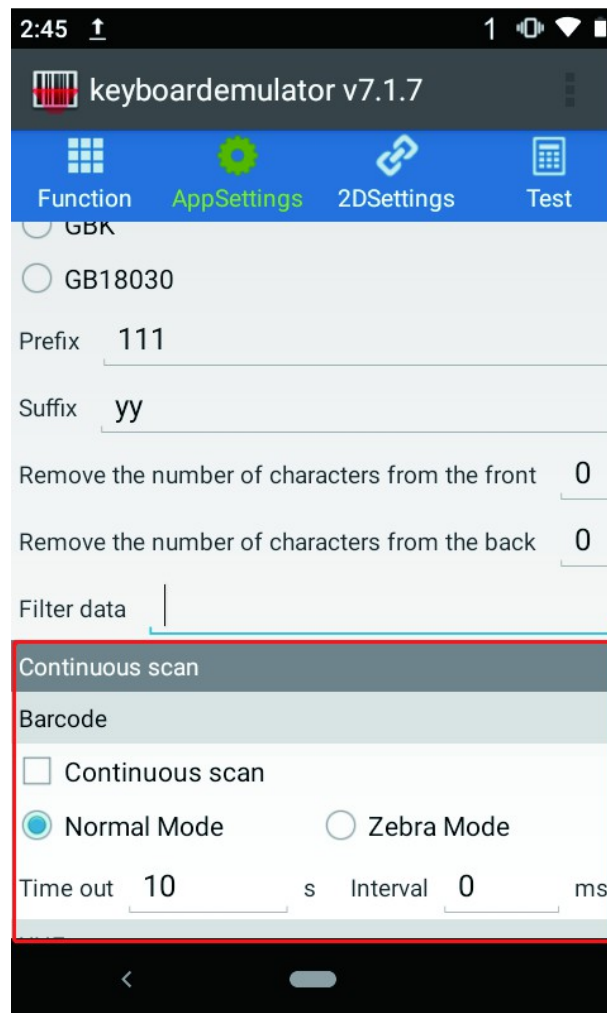 2:45 1
keyboardemulator v7.1.7
Function AppSettings 2DSettings Test
GBK
GB18030
Prefix 111
Suffix yy
Remove the number of characters from the front 0
Remove the number of characters from the back 0
Filter data
Continuous scan
Barcode
Continuous scan
Normal Mode Zebra Mode
Time out 10 s Interval 0 ms